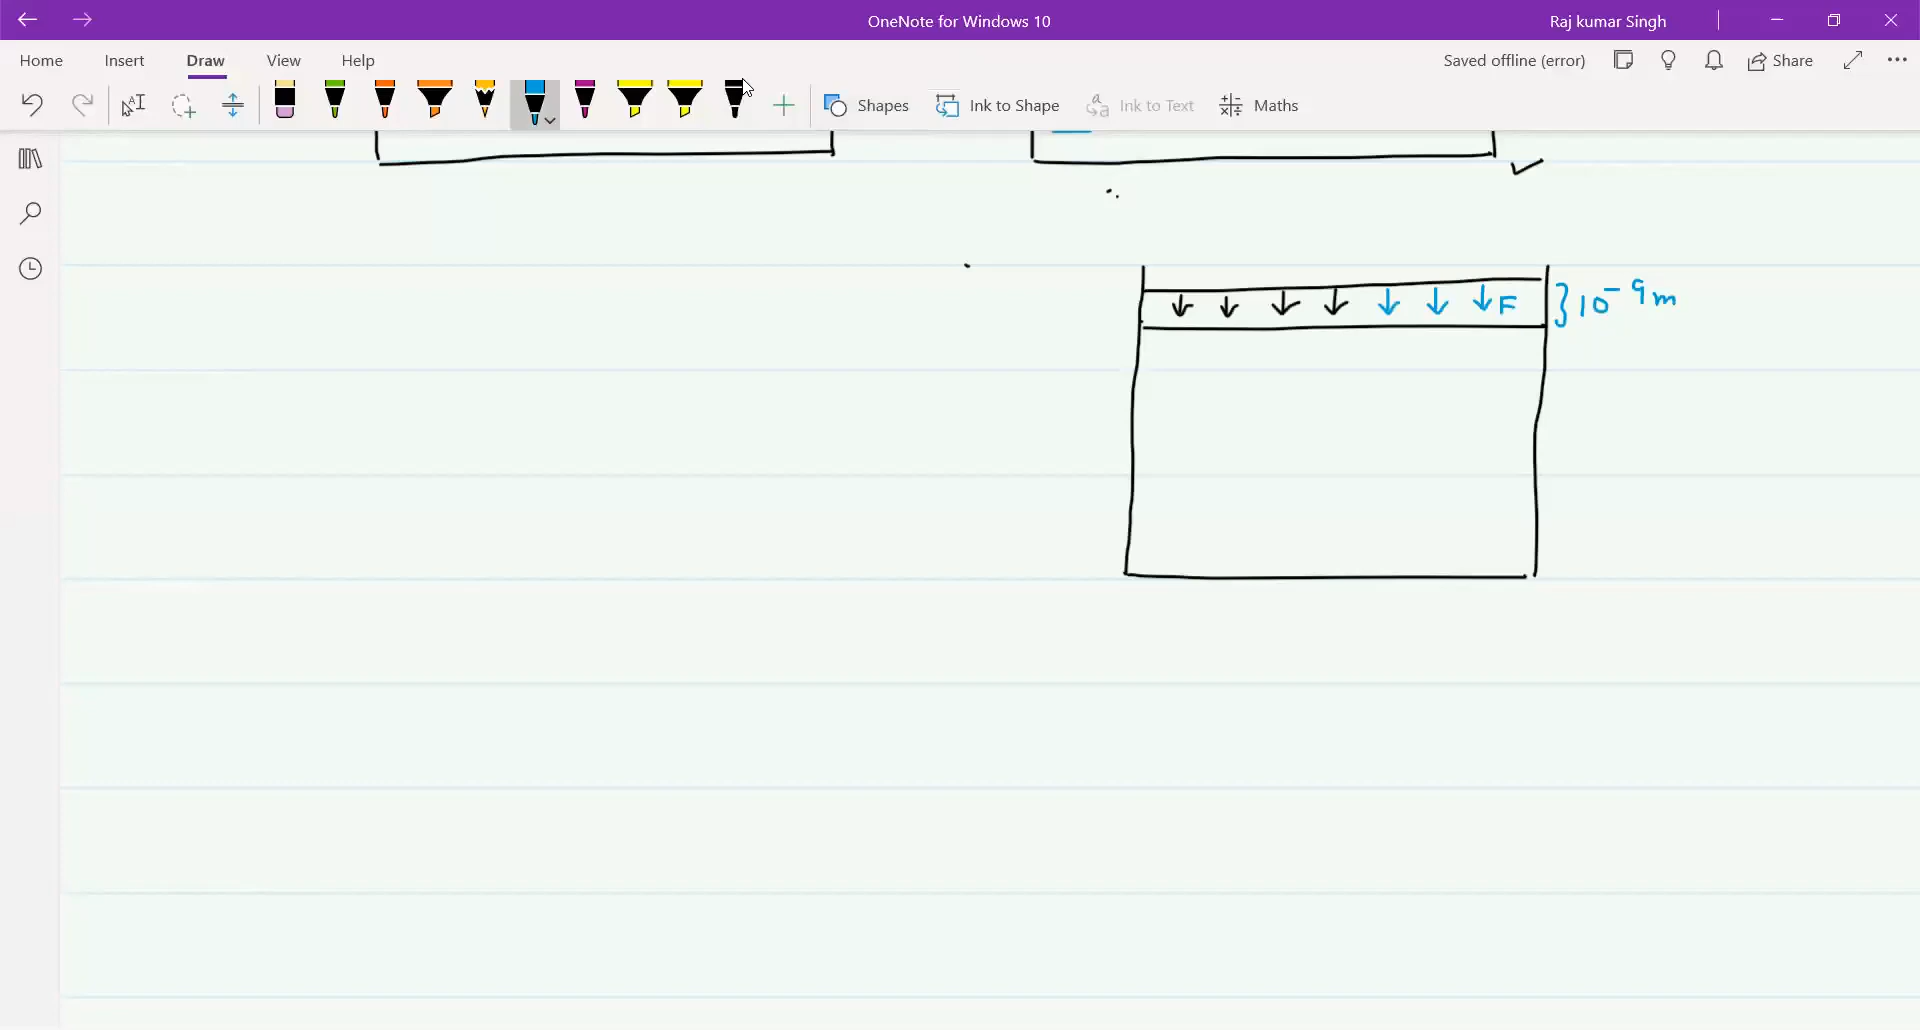 OneNote for Windows 10
Raj kumar Singh
Home Insert Draw View Help
Saved offline (error)
Share
Shapes
Ink to Shape
Ink to Text
Maths
F
10⁻⁹m